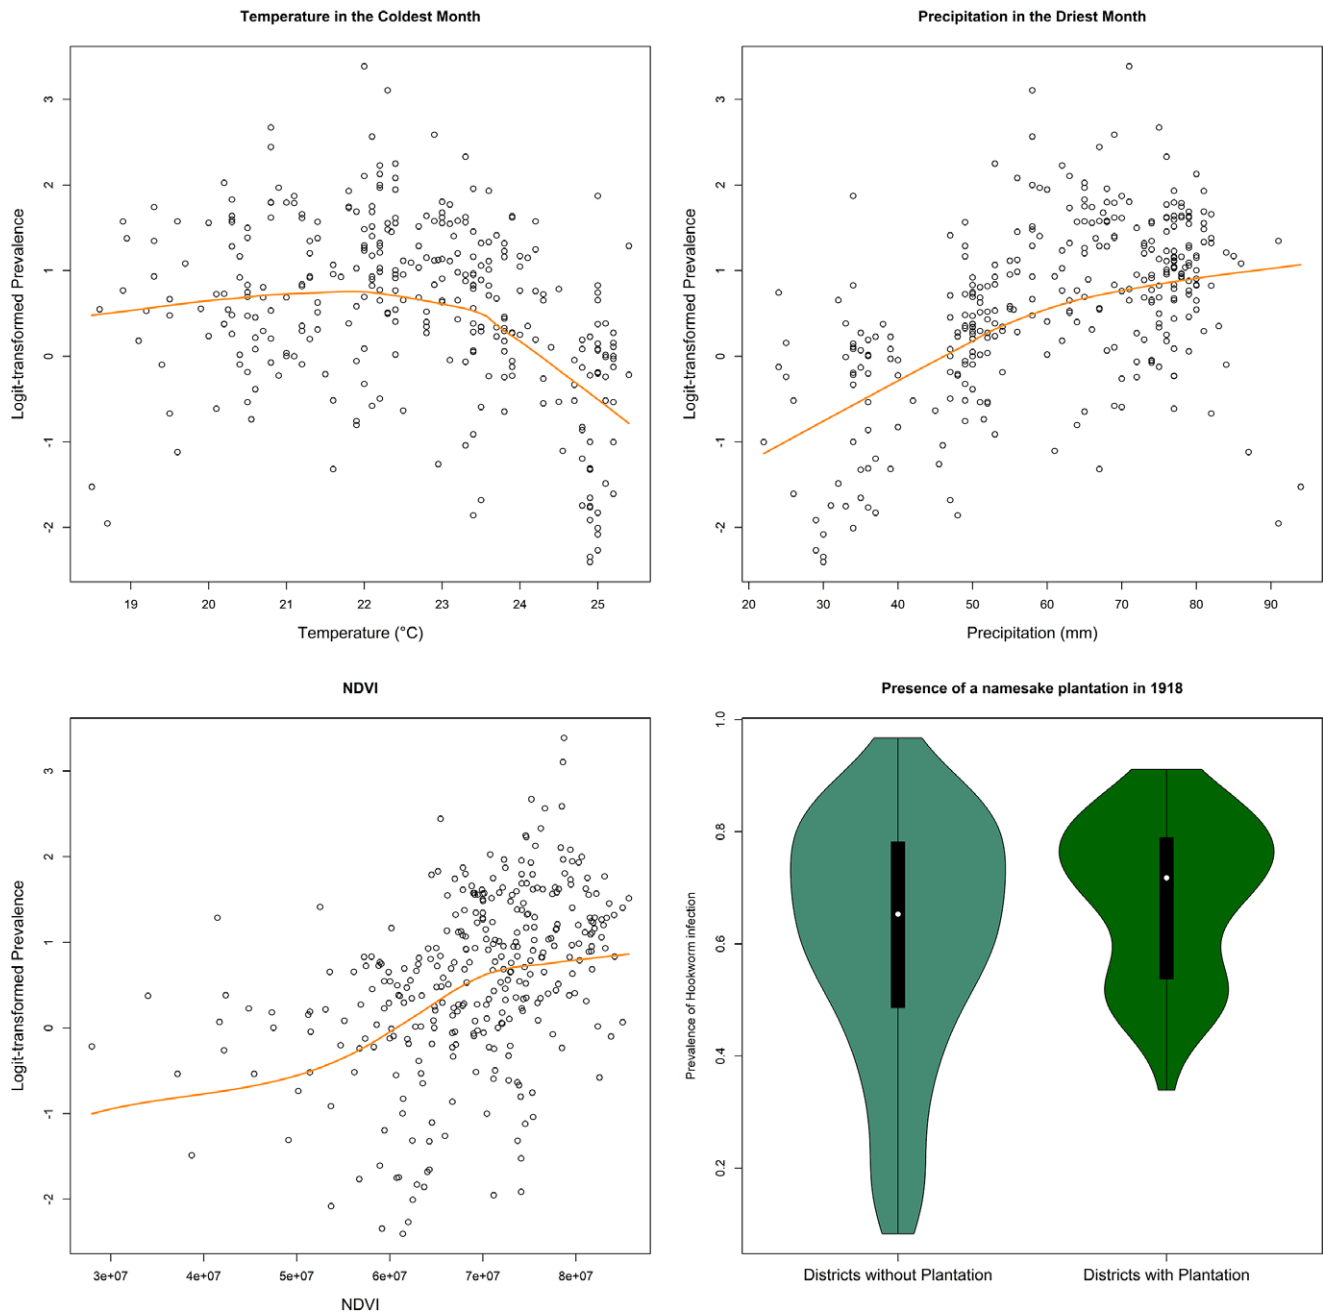 Temperature in the Coldest Month
Logit-transformed Prevalence
3
2
1
0
-1
-2
19 20 21 22 23 24 25
Temperature (°C)
Precipitation in the Driest Month
Logit-transformed Prevalence
3
2
1
0
-1
-2
20 30 40 50 60 70 80 90
Precipitation (mm)
NDVI
Logit-transformed Prevalence
3
2
1
0
-1
-2
3e+07 4e+07 5e+07 6e+07 7e+07 8e+07
NDVI
Presence of a namesake plantation in 1918
Prevalence of Hookworm infection
1.0
0.8
0.6
0.4
0.2
Districts without Plantation Districts with Plantation